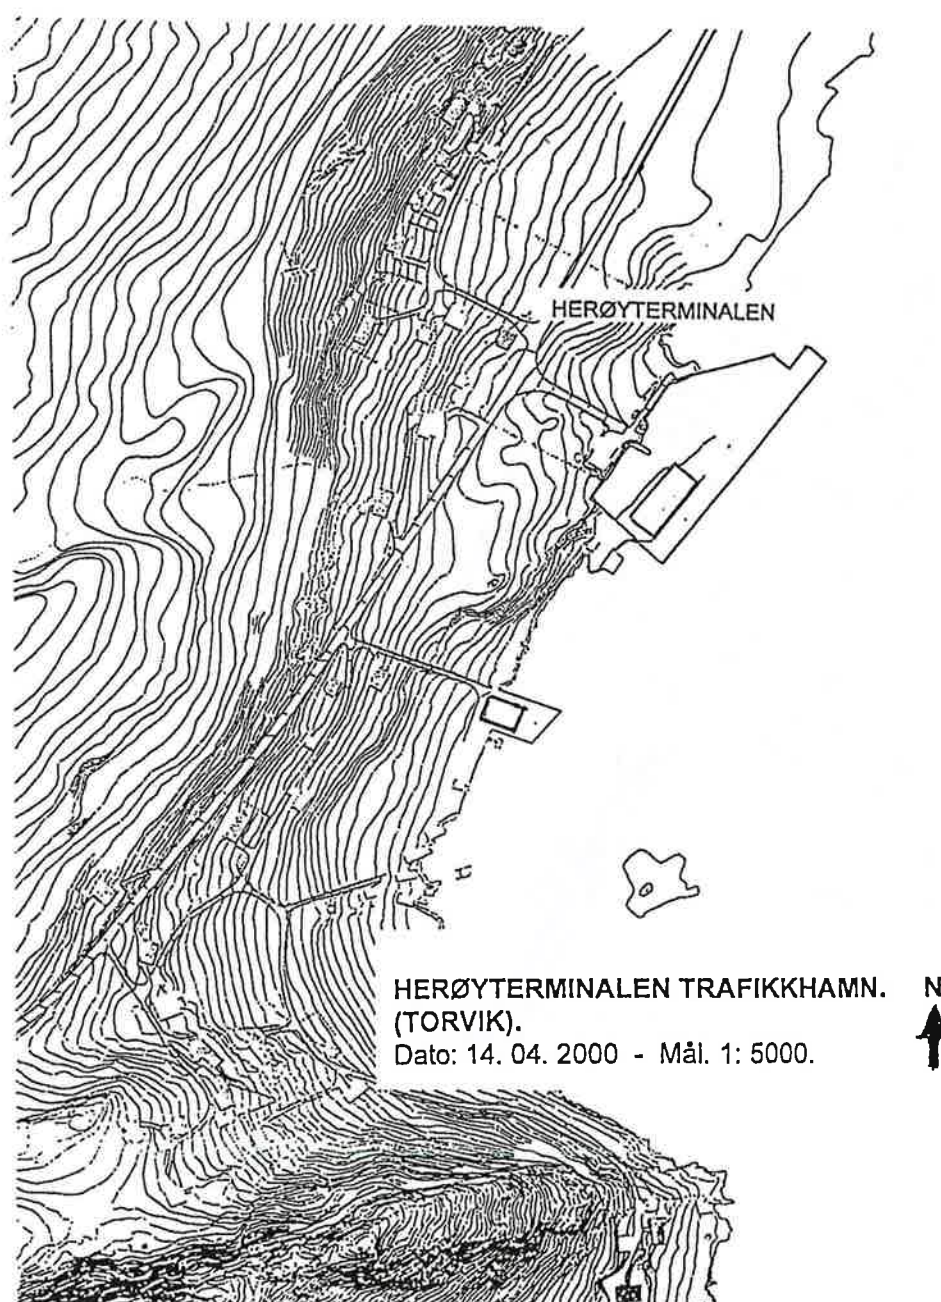 HERØYTERMINALEN
HERØYTERMINALEN TRAFIKKHAMN. N
(TORVIK).
Dato: 14. 04. 2000 - Mål. 1: 5000.